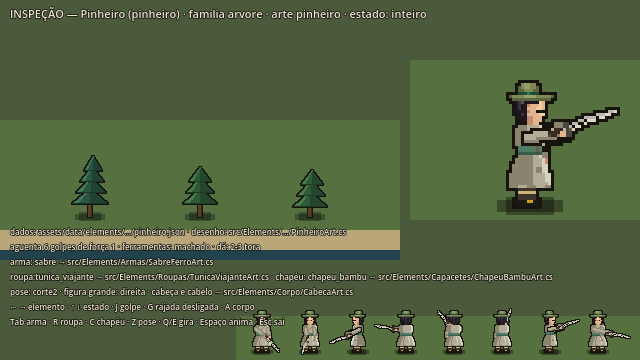 INSPEÇÃO — Pinheiro (pinheiro) · família arvore · arte pinheiro · estado: inteiro
dados: assets/data/elements/.../pinheiro.json · desenho: src/Elements/.../PinheiroArt.cs
aguenta 6 golpes de força 1 · ferramentas: machado · dá: 2-3 tora
arma: sabre → src/Elements/Armas/SabreFerroArt.cs
roupa:tunica_viajante → src/Elements/Roupas/TunicaViajanteArt.cs chapeu: chapeu_bambu → src/Elements/Capacetes/ChapeuBambuArt.cs
pose: corte2 · figura grande: direita · cabeça e cabelo → src/Elements/Corpo/CabecaArt.cs
← → elemento · ↑ ↓ estado · J golpe · G rajada desligada · A corpo
Tab arma · R roupa · C chapéu · Z pose · Q/E gira · Espaço anima · Esc sai